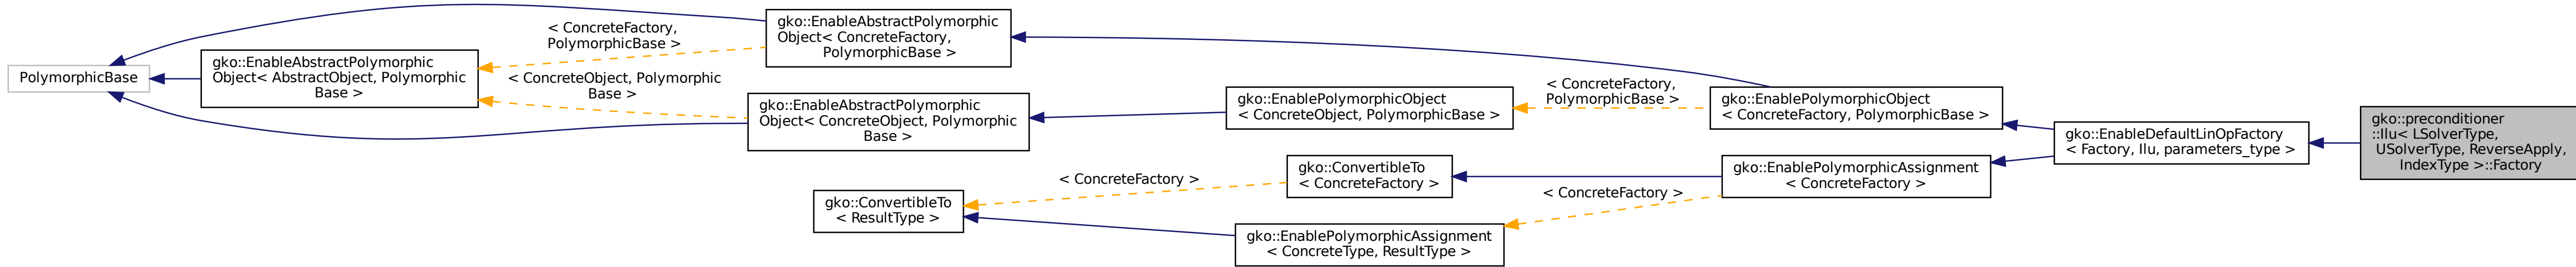 PolymorphicBase
gko::EnableAbstractPolymorphic
Object< AbstractObject, Polymorphic
Base >
< ConcreteFactory,
PolymorphicBase >
< ConcreteObject, Polymorphic
Base >
gko::EnableAbstractPolymorphic
Object< ConcreteFactory,
PolymorphicBase >
gko::EnableAbstractPolymorphic
Object< ConcreteObject, Polymorphic
Base >
gko::ConvertibleTo
< ResultType >
< ConcreteFactory >
gko::EnablePolymorphicObject
< ConcreteObject, PolymorphicBase >
gko::ConvertibleTo
< ConcreteFactory >
gko::EnablePolymorphicAssignment
< ConcreteType, ResultType >
< ConcreteFactory,
PolymorphicBase >
< ConcreteFactory >
gko::EnablePolymorphicObject
< ConcreteFactory, PolymorphicBase >
gko::EnablePolymorphicAssignment
< ConcreteFactory >
gko::EnableDefaultLinOpFactory
< Factory, Ilu, parameters_type >
gko::preconditioner
::Ilu< LSolverType,
USolverType, ReverseApply,
IndexType >::Factory